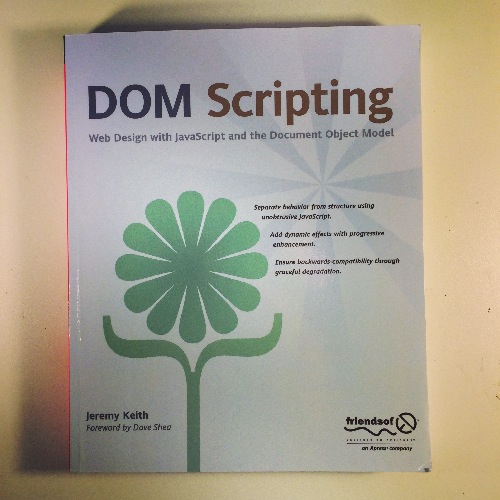 DOM Scripting
Web Design with JavaScript and the Document Object Model
Separate behavior from structure using
unobtrusive JavaScript.
Add dynamic effects with progressive
enhancement.
Ensure backwards-compatibility through
graceful degradation.
Jeremy Keith
Foreword by Dave Shea
friendsof
an Apress company